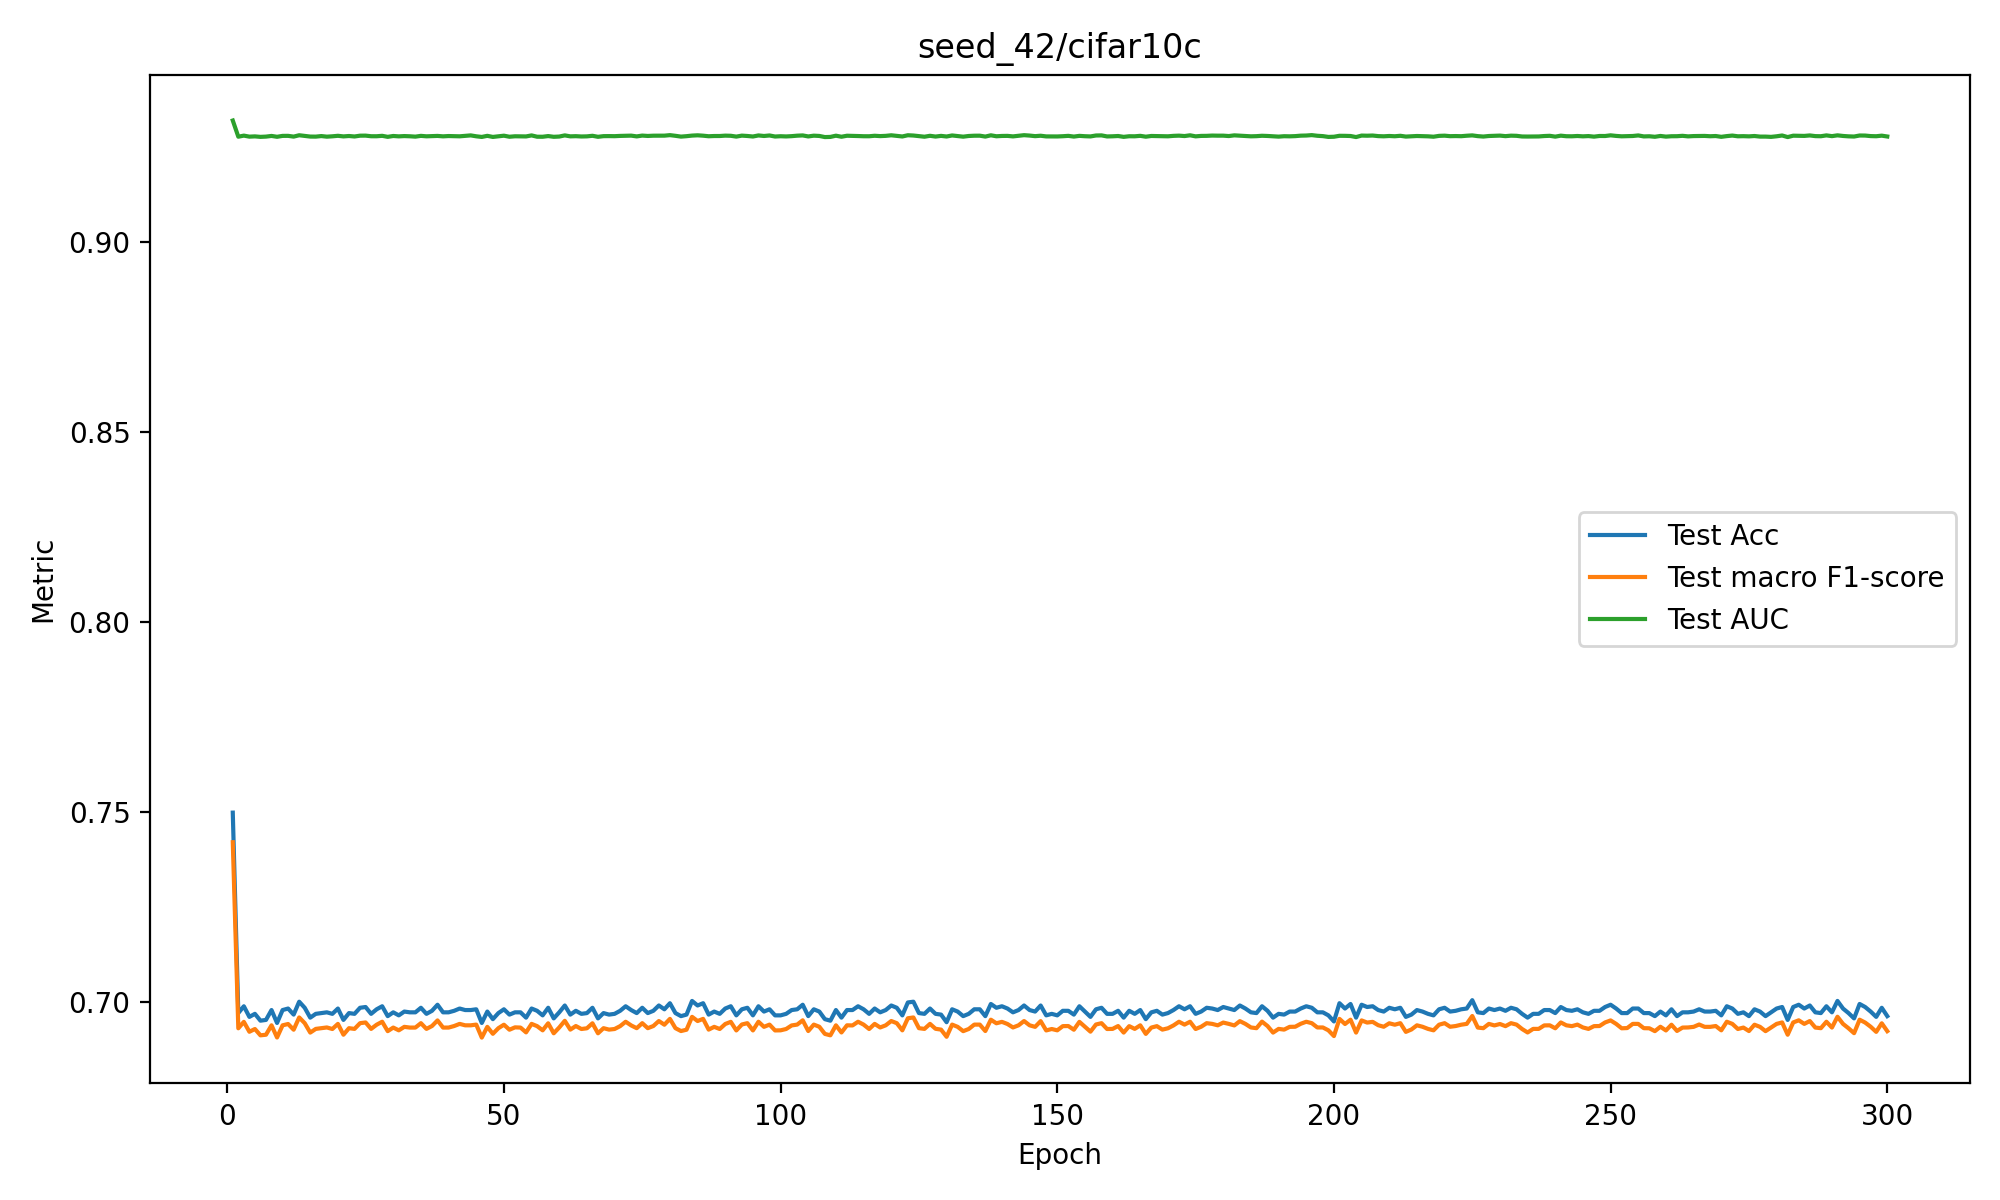 seed_42/cifar10c
Metric
0.90
0.85
0.80
0.75
0.70
Test Acc
Test macro F1-score
Test AUC
0 50 100 150 200 250 300
Epoch